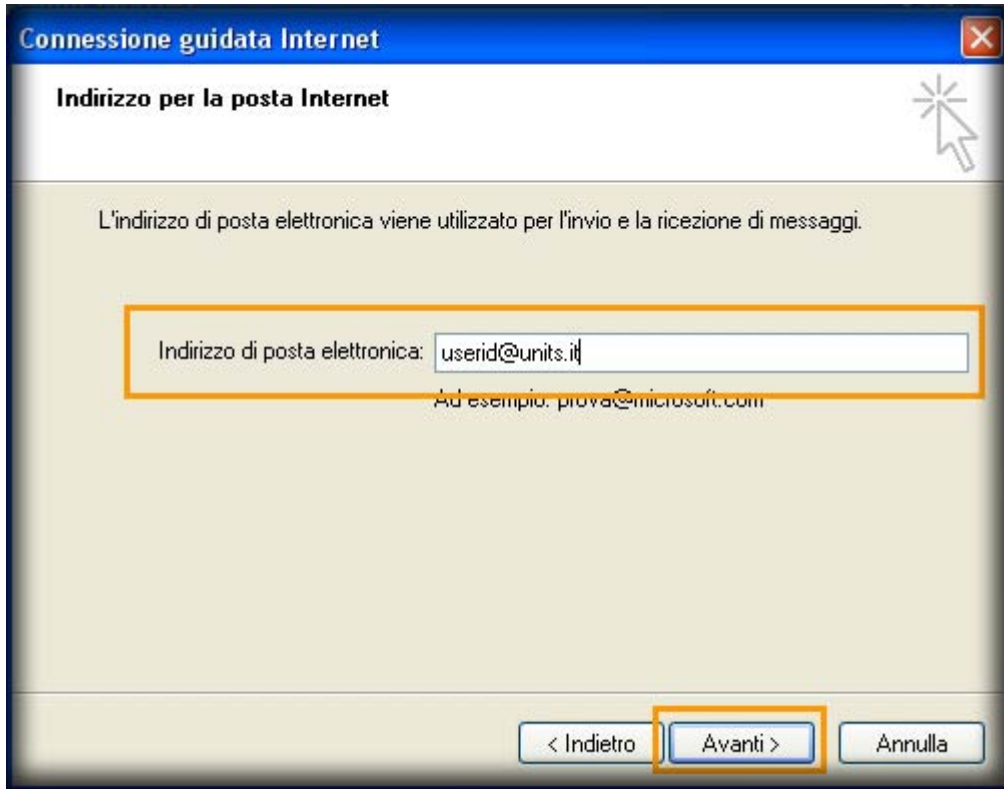 Connessione guidata Internet
Indirizzo per la posta Internet
L'indirizzo di posta elettronica viene utilizzato per l'invio e la ricezione di messaggi.
Indirizzo di posta elettronica: userid@units.it
Ad esempio: prova@microsoft.com
< Indietro Avanti > Annulla